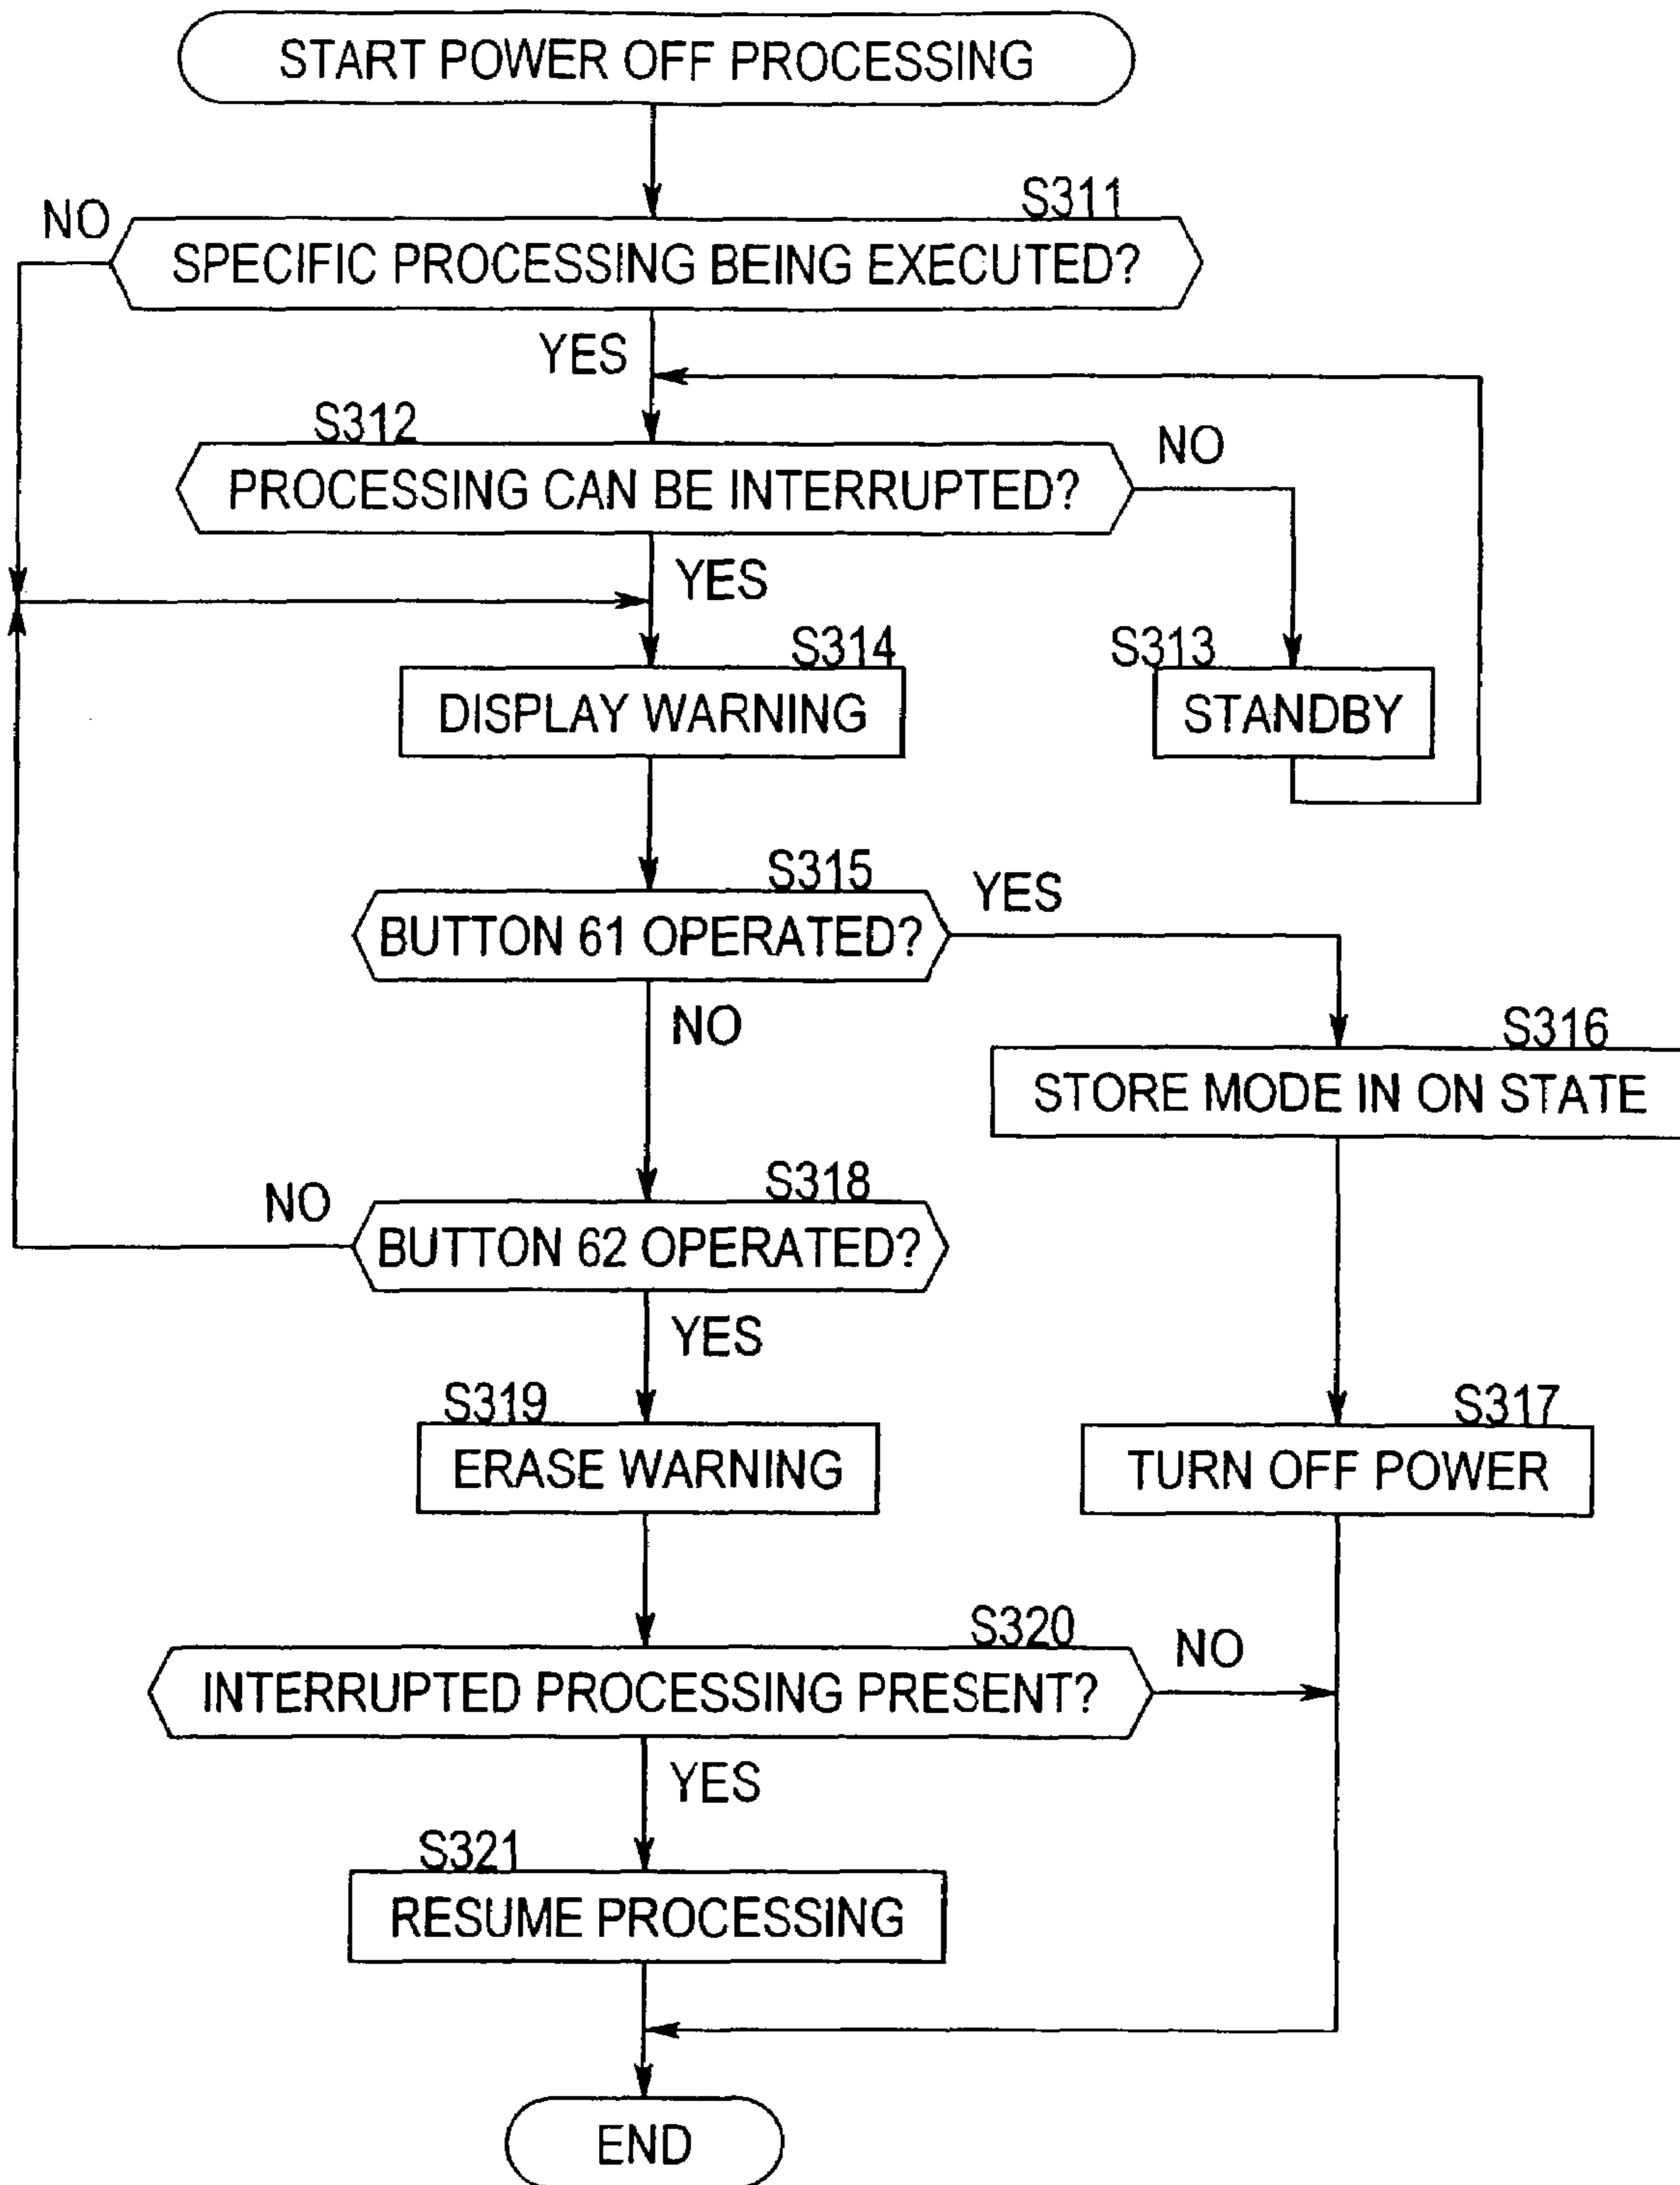 START POWER OFF PROCESSING
S311
NO
SPECIFIC PROCESSING BEING EXECUTED?
YES
S312
NO
PROCESSING CAN BE INTERRUPTED?
YES
S314
S313
DISPLAY WARNING
STANDBY
S315
YES
BUTTON 61 OPERATED?
NO
S316
STORE MODE IN ON STATE
S318
NO
BUTTON 62 OPERATED?
YES
S319
S317
ERASE WARNING
TURN OFF POWER
S320
NO
INTERRUPTED PROCESSING PRESENT?
YES
S321
RESUME PROCESSING
END